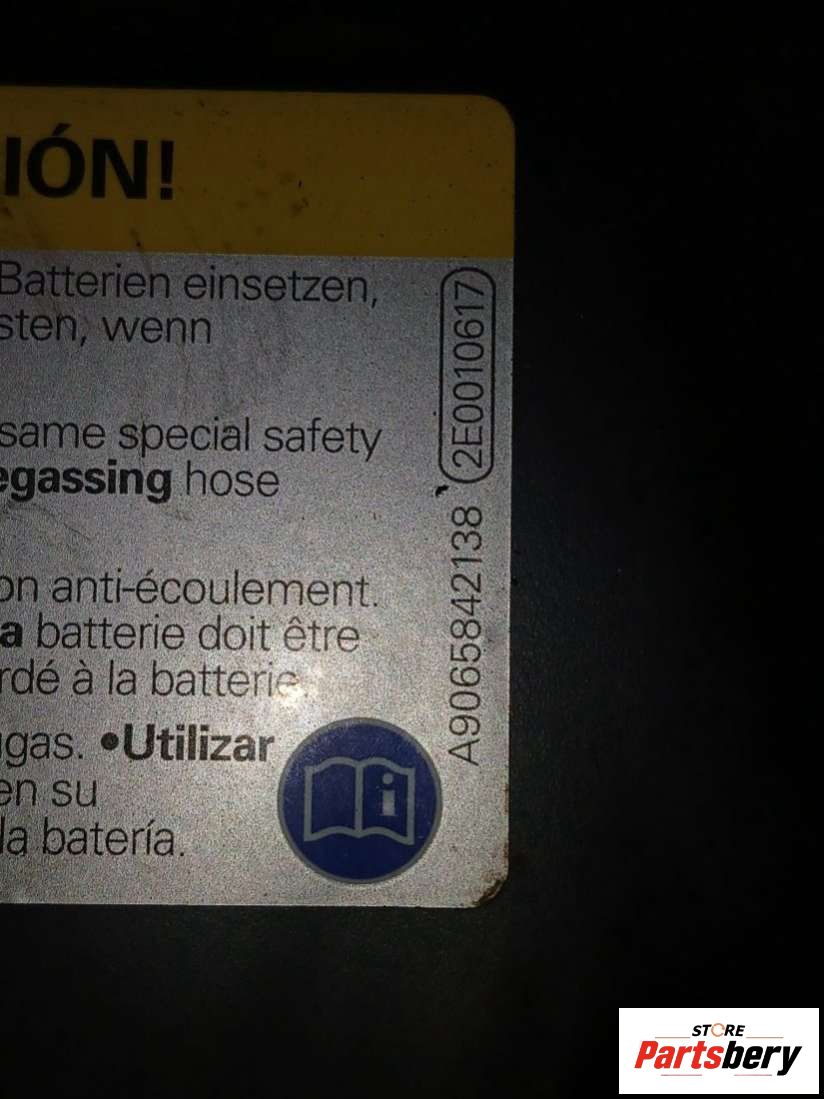 IÓN!
Batterien einsetzen,
sten, wenn
same special safety
egassing hose
on anti-écoulement.
a batterie doit être
rdé à la batterie
gas. •Utilizar
en su
la batería.
A9065842138 2E0010617
i
STORE
Partsbery